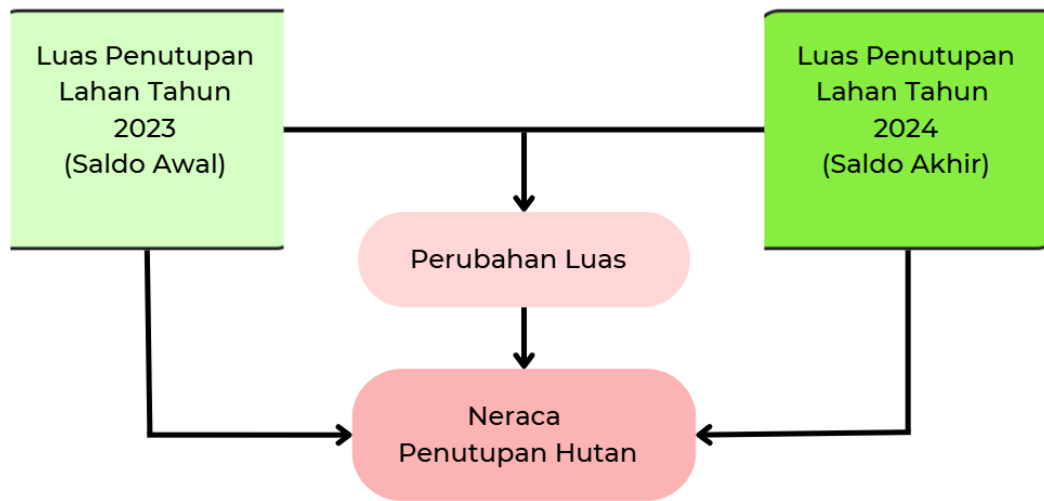 Luas Penutupan
Lahan Tahun
2023
(Saldo Awal)
Luas Penutupan
Lahan Tahun
2024
(Saldo Akhir)
Perubahan Luas
Neraca
Penutupan Hutan